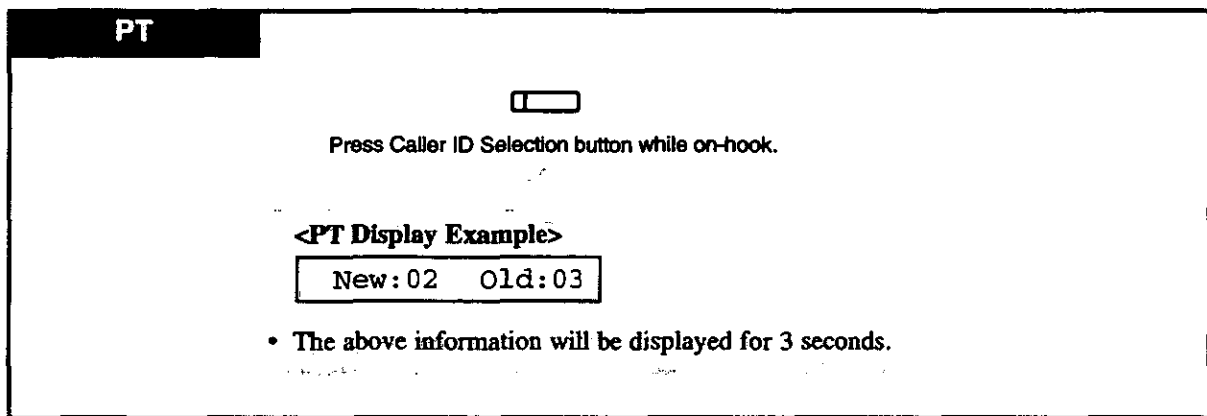 PT
Press Caller ID Selection button while on-hook.
<PT Display Example>
New:02 Old:03
• The above information will be displayed for 3 seconds.